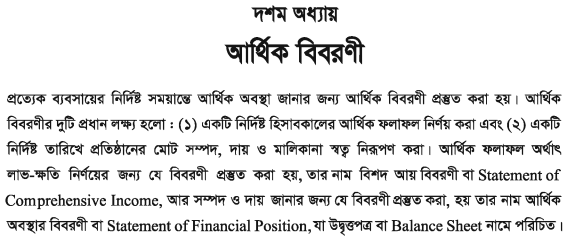 দশম অধ্যায়
আর্থিক বিবরণী
প্রত্যেক ব্যবসায়ের নির্দিষ্ট সময়ান্তে আর্থিক অবস্থা জানার জন্য আর্থিক বিবরণী প্রস্তুত করা হয়। আর্থিক
বিবরণীর দুটি প্রধান লক্ষ্য হলো : (১) একটি নির্দিষ্ট হিসাবকালের আর্থিক ফলাফল নির্ণয় করা এবং (২) একটি
নির্দিষ্ট তারিখে প্রতিষ্ঠানের মোট সম্পদ, দায় ও মালিকানা স্বত্ব নিরূপণ করা। আর্থিক ফলাফল অর্থাৎ
লাভ-ক্ষতি নির্ণয়ের জন্য যে বিবরণী প্রস্তুত করা হয়, তার নাম বিশদ আয় বিবরণী বা Statement of
Comprehensive Income, আর সম্পদ ও দায় জানার জন্য যে বিবরণী প্রস্তুত করা, হয় তার নাম আর্থিক
অবস্থার বিবরণী বা Statement of Financial Position, যা উদ্বৃত্তপত্র বা Balance Sheet নামে পরিচিত।